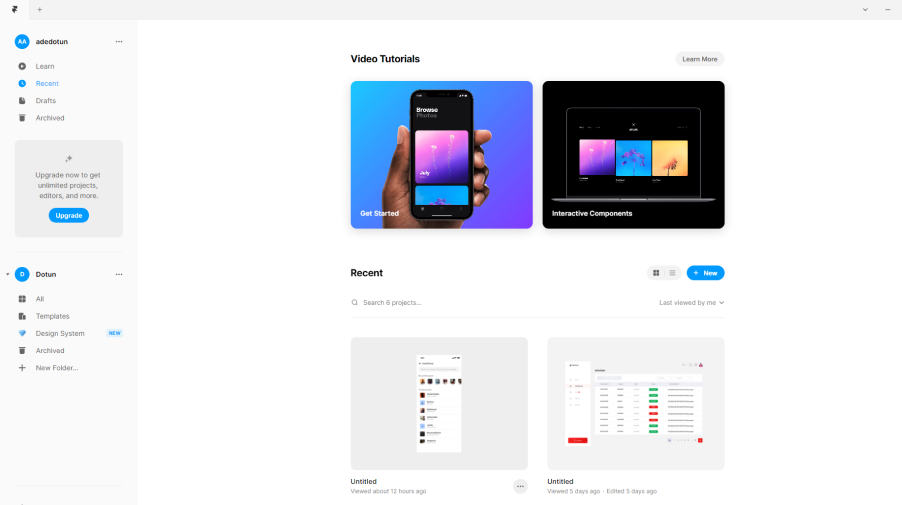 AA adedotun
Learn
Recent
Drafts
Archived
Upgrade now to get
unlimited projects,
editors, and more.
Upgrade
D Dotun
All
Templates
Design System NEW
Archived
New Folder...
Video Tutorials
Learn More
Browse
Photos
July
Get Started
Interactive Components
Recent
+ New
Search 6 projects...
Last viewed by me
Untitled
Viewed about 12 hours ago
Untitled
Viewed 5 days ago · Edited 5 days ago